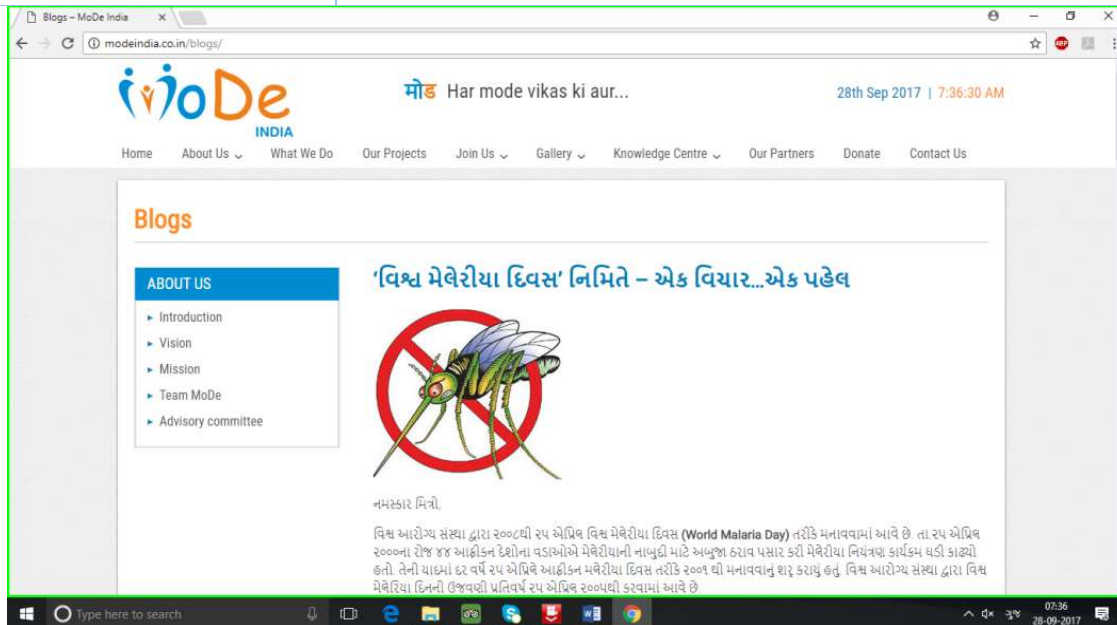 Blogs – MoDe India
modeindia.co.in/blogs/
ABP
MoDe
INDIA
मोड Har mode vikas ki aur...
28th Sep 2017 | 7:36:30 AM
Home About Us What We Do Our Projects Join Us Gallery Knowledge Centre Our Partners Donate Contact Us
Blogs
ABOUT US
Introduction
Vision
Mission
Team MoDe
Advisory committee
‘વિશ્વ મેલેરીયા દિવસ’ નિમિતે – એક વિચાર...એક પહેલ
નમસ્કાર મિત્રો,
વિશ્વ આરોગ્ય સંસ્થા દ્વારા ૨૦૦૮થી ૨૫ એપ્રિલ વિશ્વ મેલેરીયા દિવસ (World Malaria Day) તરીકે મનાવવામાં આવે છે. તા.૨૫ એપ્રિલ
૨૦૦૦ના રોજ ૪૪ આફ્રીકન દેશોના વડાઓએ મેલેરીયાની નાબુદી માટે અબુજા ઠરાવ પસાર કરી મેલેરીયા નિયંત્રણ કાર્યકમ ઘડી કાઢ્યો
હતો. તેની યાદમાં દર વર્ષે ૨૫ એપ્રિલે આફ્રીકન મલેરીયા દિવસ તરીકે ૨૦૦૧ થી મનાવવાનું શરૂ કરાયું હતું. વિશ્વ આરોગ્ય સંસ્થા દ્વારા વિશ્વ
મેલેરિયા દિનની ઉજવણી પ્રતિવર્ષ ૨૫ એપ્રિલ ૨૦૦૫થી કરવામાં આવે છે.
Type here to search
ગુજ
07:36
28-09-2017